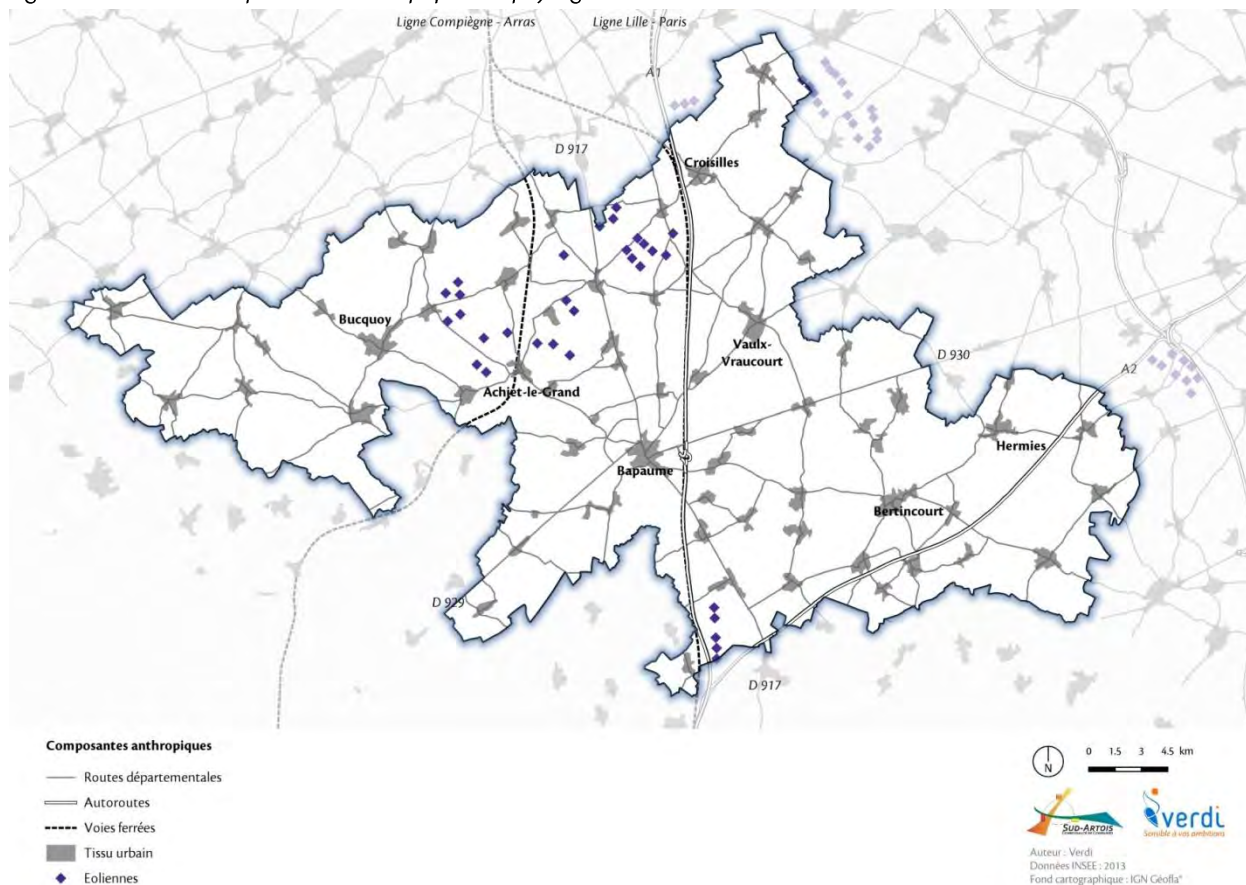 Ligne Compiègne - Arras
Ligne Lille - Paris
A1
D 917
Croisilles
Bucquoy
Vaulx-
Vraucourt
D 930
A2
Achiet-le-Grand
Hermies
Bapaume
Bertincourt
D 929
D 917
Composantes anthropiques
Routes départementales
Autoroutes
Voies ferrées
Tissu urbain
Eoliennes
N
0 1.5 3 4.5 km
SUD-ARTOIS
verdi
Sensible à vos ambitions
Auteur : Verdi
Données INSEE : 2013
Fond cartographique : IGN Géofla®